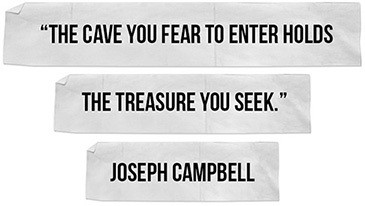 “THE CAVE YOU FEAR TO ENTER HOLDS
THE TREASURE YOU SEEK.”
JOSEPH CAMPBELL